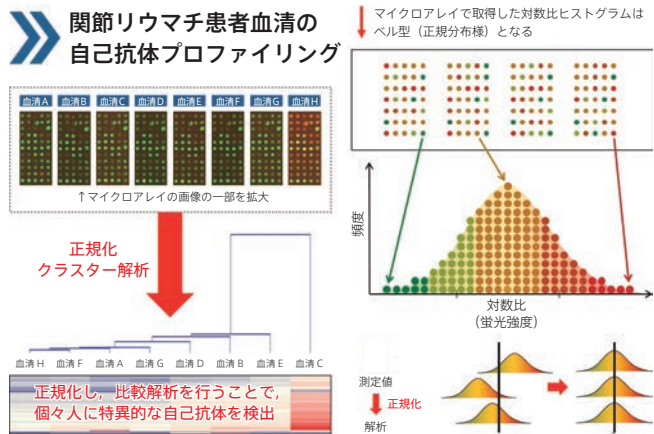 関節リウマチ患者血清の
自己抗体プロファイリング
血清A 血清B 血清C 血清D 血清E 血清F 血清G 血清H
↑マイクロアレイの画像の一部を拡大
正規化
クラスター解析
血清H 血清F 血清A 血清G 血清D 血清B 血清E 血清C
正規化し，比較解析を行うことで，
個々人に特異的な自己抗体を検出
マイクロアレイで取得した対数比ヒストグラムは
ベル型（正規分布様）となる
頻度
対数比
(蛍光強度)
測定値
正規化
解析